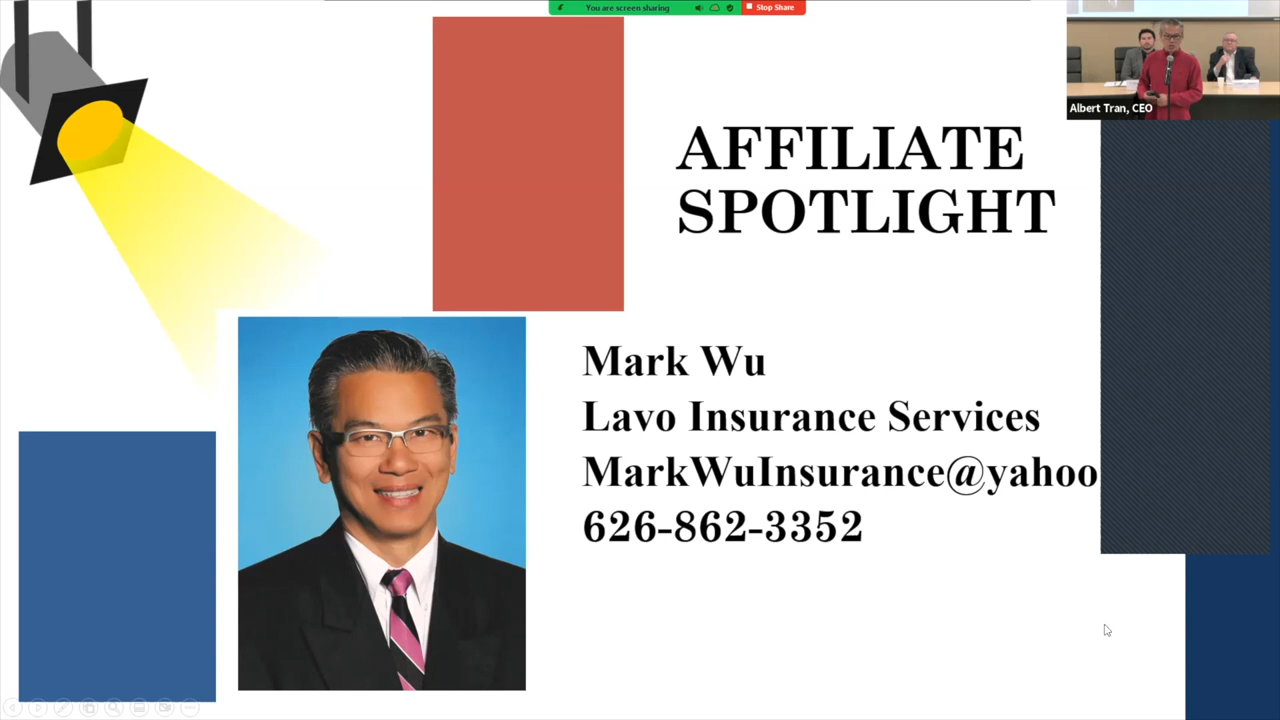 You are screen sharing
Stop Share
Albert Tran, CEO
AFFILIATE
SPOTLIGHT
Mark Wu
Lavo Insurance Services
MarkWuInsurance@yahoo
626-862-3352